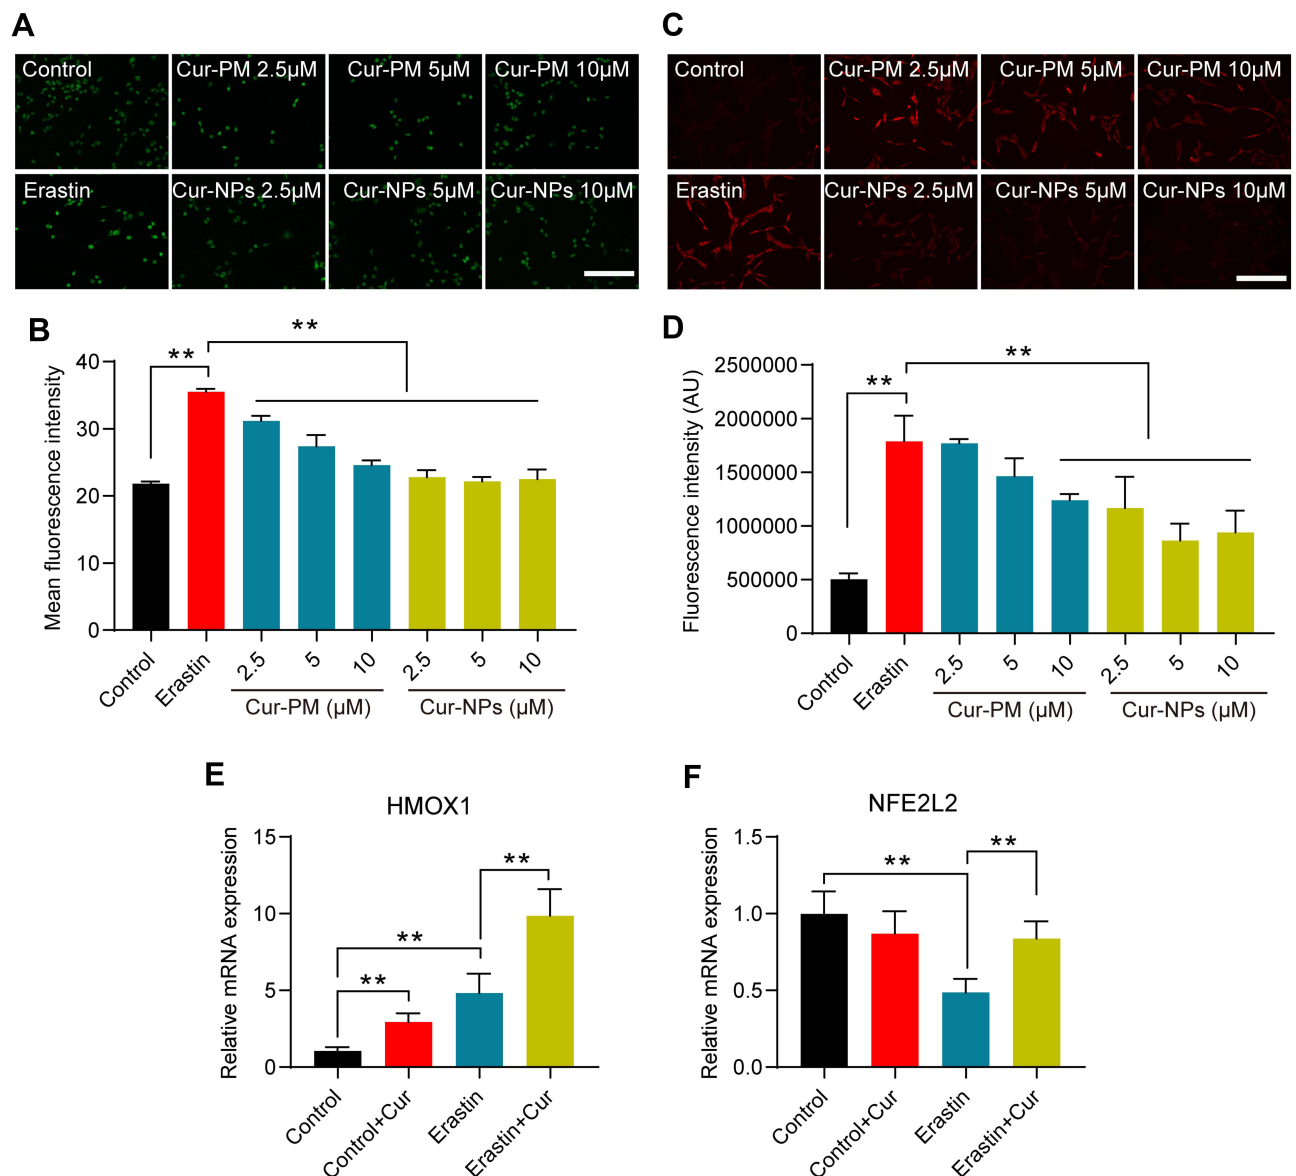 A
Control
Cur-PM 2.5μM
Cur-PM 5μM
Cur-PM 10μM
Erastin
Cur-NPs 2.5μM
Cur-NPs 5μM
Cur-NPs 10μM
C
Control
Cur-PM 2.5μM
Cur-PM 5μM
Cur-PM 10μM
Erastin
Cur-NPs 2.5μM
Cur-NPs 5μM
Cur-NPs 10μM
B
Mean fluorescence intensity
40
30
20
10
0
**
**
Control
Erastin
2.5
5
10
2.5
5
10
Cur-PM (μM)
Cur-NPs (μM)
D
Fluorescence intensity (AU)
2500000
2000000
1500000
1000000
500000
0
**
**
Control
Erastin
2.5
5
10
2.5
5
10
Cur-PM (μM)
Cur-NPs (μM)
E
HMOX1
Relative mRNA expression
15
10
5
0
**
**
**
Control
Control+Cur
Erastin
Erastin+Cur
F
NFE2L2
Relative mRNA expression
1.5
1.0
0.5
0.0
**
**
Control
Control+Cur
Erastin
Erastin+Cur